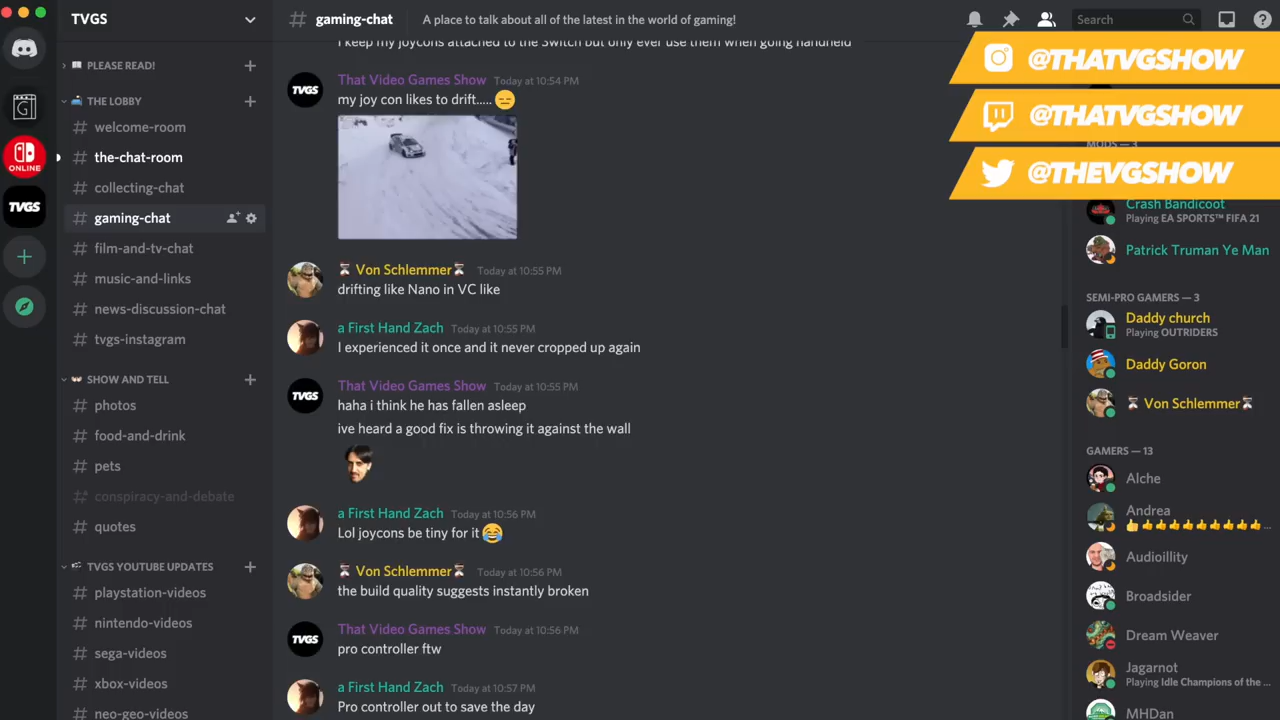 TVGS
# gaming-chat
A place to talk about all of the latest in the world of gaming!
Search
ONLINE
TVGS
PLEASE READ!
THE LOBBY
# welcome-room
# the-chat-room
# collecting-chat
# gaming-chat
# film-and-tv-chat
# music-and-links
# news-discussion-chat
# tvgs-instagram
SHOW AND TELL
# photos
# food-and-drink
# pets
# conspiracy-and-debate
# quotes
TVGS YOUTUBE UPDATES
# playstation-videos
# nintendo-videos
# sega-videos
# xbox-videos
# neo-geo-videos
I keep my joycons attached to the Switch but only ever use them when going handheld
TVGS
That Video Games Show Today at 10:54 PM
my joy con likes to drift..... 😑
⌛ Von Schlemmer⌛ Today at 10:55 PM
drifting like Nano in VC like
a First Hand Zach Today at 10:55 PM
I experienced it once and it never cropped up again
TVGS
That Video Games Show Today at 10:55 PM
haha i think he has fallen asleep
ive heard a good fix is throwing it against the wall
a First Hand Zach Today at 10:56 PM
Lol joycons be tiny for it 😂
⌛ Von Schlemmer⌛ Today at 10:56 PM
the build quality suggests instantly broken
TVGS
That Video Games Show Today at 10:56 PM
pro controller ftw
a First Hand Zach Today at 10:57 PM
Pro controller out to save the day
@THATVGSHOW
@THATVGSHOW
@THEVGSHOW
MODS — 3
Crash Bandicoot
Playing EA SPORTS™ FIFA 21
Patrick Truman Ye Man
SEMI-PRO GAMERS — 3
Daddy church
Playing OUTRIDERS
Daddy Goron
⌛ Von Schlemmer⌛
GAMERS — 13
Alche
Andrea
👍👍👍👍👍👍👍👍👍👍...
Audioillity
Broadsider
Dream Weaver
Jagarnot
Playing Idle Champions of the ...
MHDan